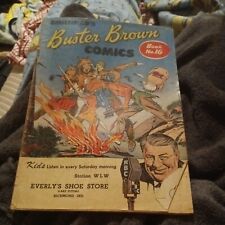 Buster Brown
COMICS
Book
No. 16
Kids Listen in every Saturday morning
Station WLW
EVERLY'S SHOE STORE
RICHMOND, IND.